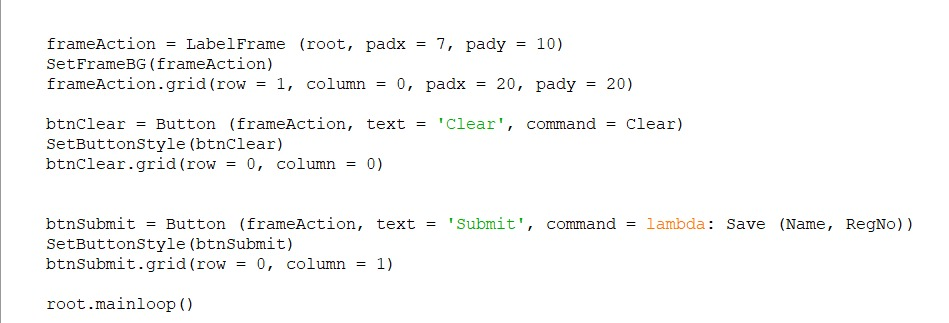 frameAction = LabelFrame (root, padx = 7, pady = 10)
SetFrameBG(frameAction)
frameAction.grid(row = 1, column = 0, padx = 20, pady = 20)
btnClear = Button (frameAction, text = 'Clear', command = Clear)
SetButtonStyle(btnClear)
btnClear.grid(row = 0, column = 0)
btnSubmit = Button (frameAction, text = 'Submit', command = lambda: Save (Name, RegNo))
SetButtonStyle(btnSubmit)
btnSubmit.grid(row = 0, column = 1)
root.mainloop()